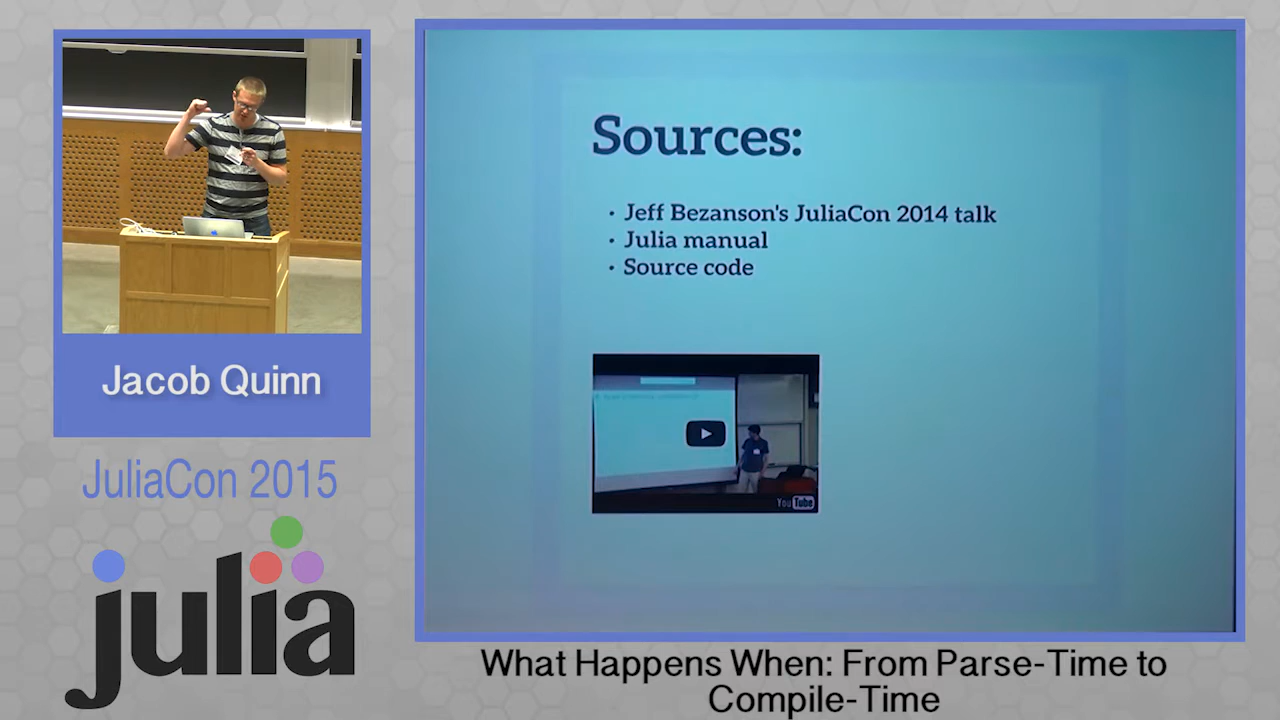 Jacob Quinn
JuliaCon 2015
julia
Sources:
· Jeff Bezanson's JuliaCon 2014 talk
· Julia manual
· Source code
YouTube
What Happens When: From Parse-Time to
Compile-Time